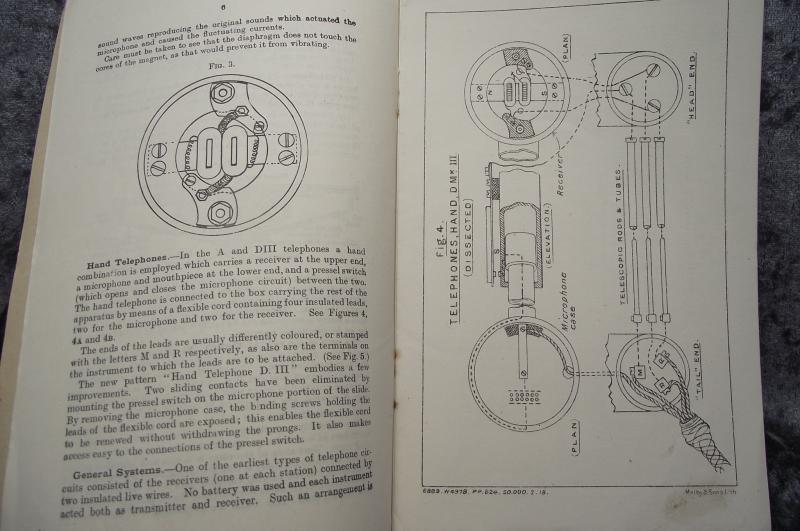 6
sound waves reproducing the original sounds which actuated the
microphone and caused the fluctuating currents.
Care must be taken to see that the diaphragm does not touch the
cores of the magnet, as that would prevent it from vibrating.
FIG. 3.
Hand Telephones.—In the A and DIII telephones a hand
combination is employed which carries a receiver at the upper end,
a microphone and mouthpiece at the lower end, and a pressel switch
(which opens and closes the microphone circuit) between the two.
The hand telephone is connected to the box carrying the rest of the
apparatus by means of a flexible cord containing four insulated leads,
two for the microphone and two for the receiver. See Figures 4,
4A and 4B.
The ends of the leads are usually differently coloured, or stamped
with the letters M and R respectively, as also are the terminals on
the instrument to which the leads are to be attached. (See Fig. 5.)
The new pattern "Hand Telephone D. III" embodies a few
improvements. Two sliding contacts have been eliminated by
mounting the pressel switch on the microphone portion of the slide.
By removing the microphone case, the binding screws holding the
leads of the flexible cord are exposed; this enables the flexible cord
to be renewed without withdrawing the prongs. It also makes
access easy to the connections of the pressel switch.
General Systems.—One of the earliest types of telephone cir-
cuits consisted of the receivers (one at each station) connected by
two insulated live wires. No battery was used and each instrument
acted both as transmitter and receiver. Such an arrangement is
Fig. 4.
TELEPHONES, HAND, D MK III
(DISSECTED)
(PLAN)
N
S
Receiver
"HEAD" END.
(ELEVATION)
S
TELESCOPIC RODS & TUBES.
Microphone
case
(PLAN)
M
R
R
"TAIL" END.
6803. W4978. PP. 624. 50,000. 2. 18.
Malby & Sons, Lith